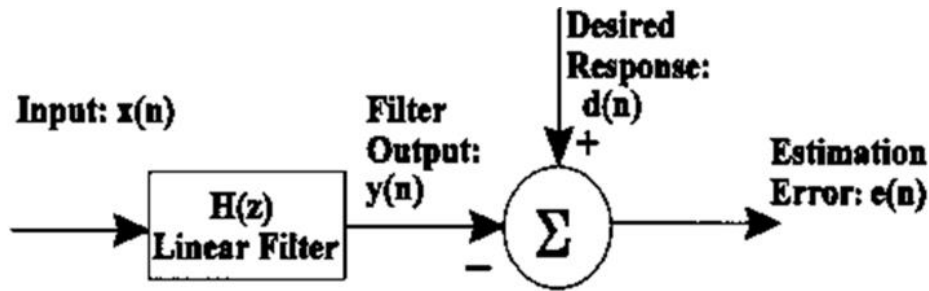 Input: x(n)
H(z)
Linear Filter
Filter
Output:
y(n)
Desired
Response:
d(n)
+
−
Σ
Estimation
Error: e(n)